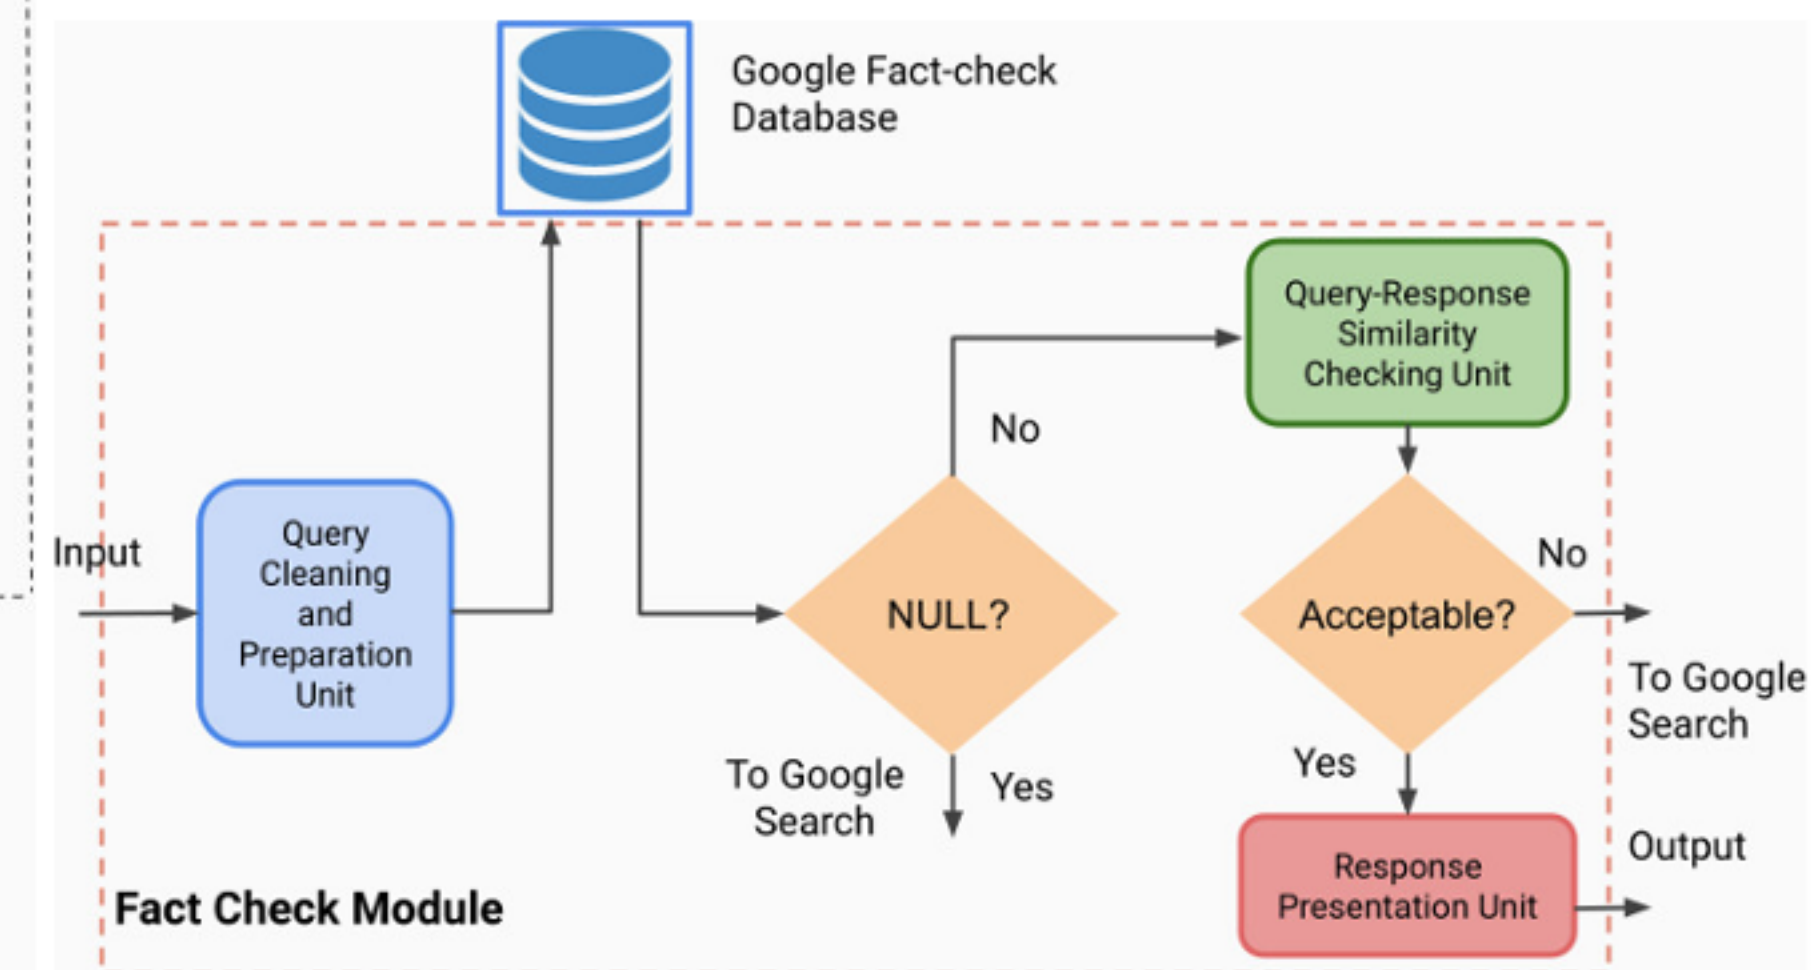 Google Fact-check
Database
Query-Response
Similarity
Checking Unit
No
Input
Query
Cleaning
and
Preparation
Unit
NULL?
Acceptable?
No
To Google
Search
To Google
Search
Yes
Yes
Response
Presentation Unit
Output
Fact Check Module